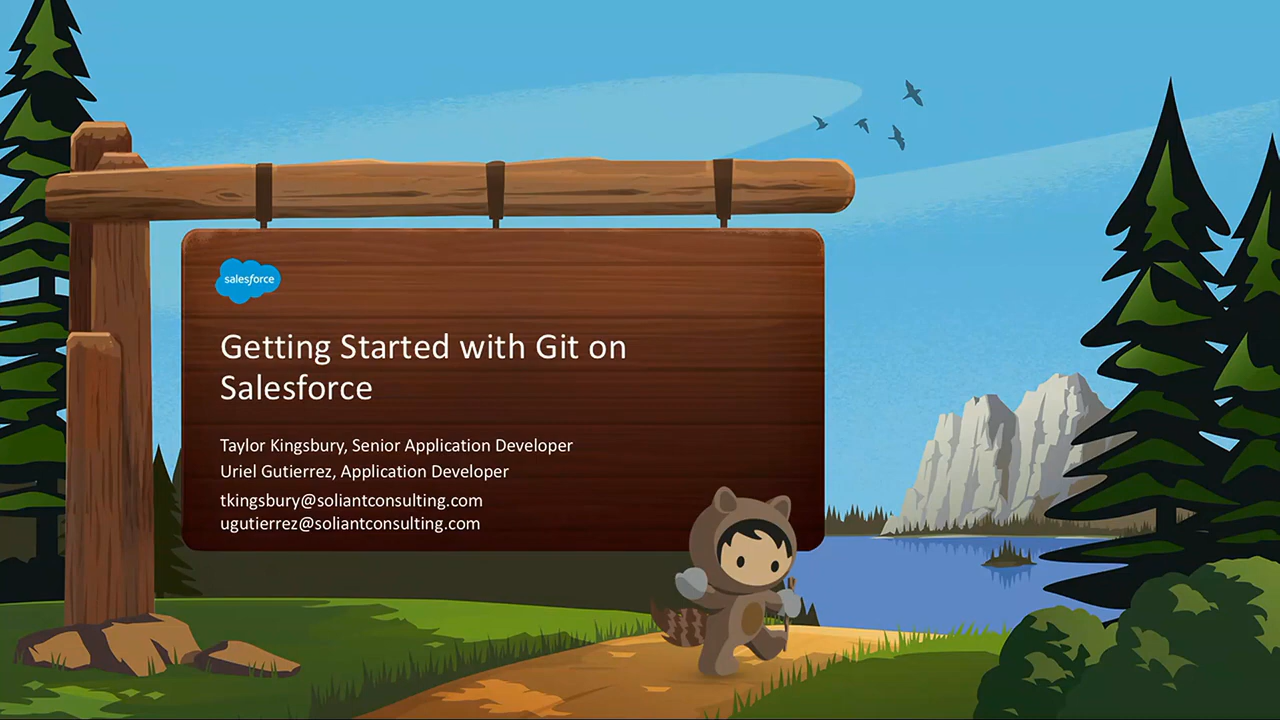 salesforce
Getting Started with Git on
Salesforce
Taylor Kingsbury, Senior Application Developer
Uriel Gutierrez, Application Developer
tkingsbury@soliantconsulting.com
ugutierrez@soliantconsulting.com